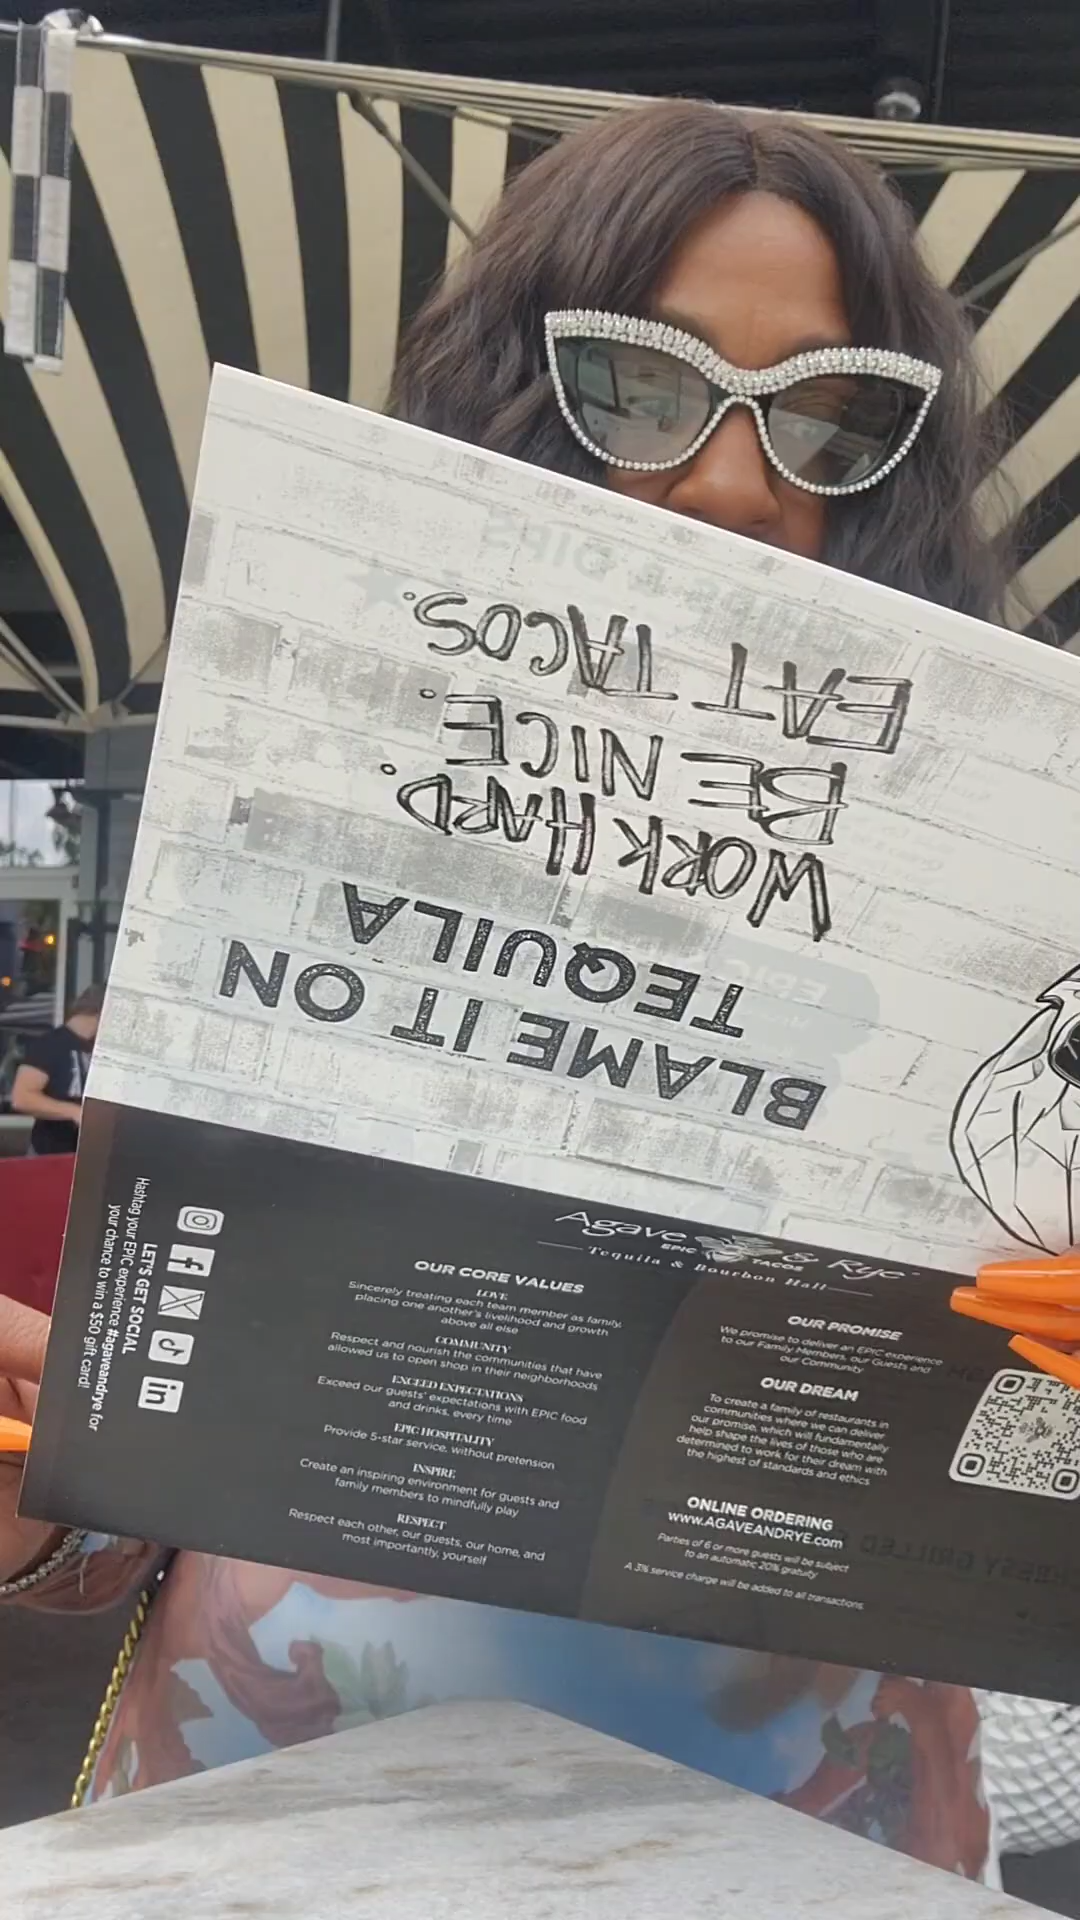 BLAME IT ON
TEQUILA
WORK HARD.
BE NICE.
EAT TACOS.
LET'S GET SOCIAL
Hashtag your EPIC experience #agaveandrye for
your chance to win a $50 gift card!
Agave & Rye
EPIC TACOS
Tequila & Bourbon Hall
OUR CORE VALUES
LOVE
Sincerely treating each team member as family,
placing one another's livelihood and growth
above all else
COMMUNITY
Respect and nourish the communities that have
allowed us to open shop in their neighborhoods
EXCEED EXPECTATIONS
Exceed our guests' expectations with EPIC food
and drinks, every time
EPIC HOSPITALITY
Provide 5-star service, without pretension
INSPIRE
Create an inspiring environment for guests and
family members to mindfully play
RESPECT
Respect each other, our guests, our home, and
most importantly, yourself
OUR PROMISE
We promise to deliver an EPIC experience
to our Family Members, our Guests and
our Community
OUR DREAM
To create a family of restaurants in
communities where we can deliver
our promise, which will fundamentally
help shape the lives of those who are
determined to work for their dream with
the highest of standards and ethics
ONLINE ORDERING
www.AGAVEANDRYE.com
Parties of 6 or more guests will be subject
to an automatic 20% gratuity
A 3% service charge will be added to all transactions.